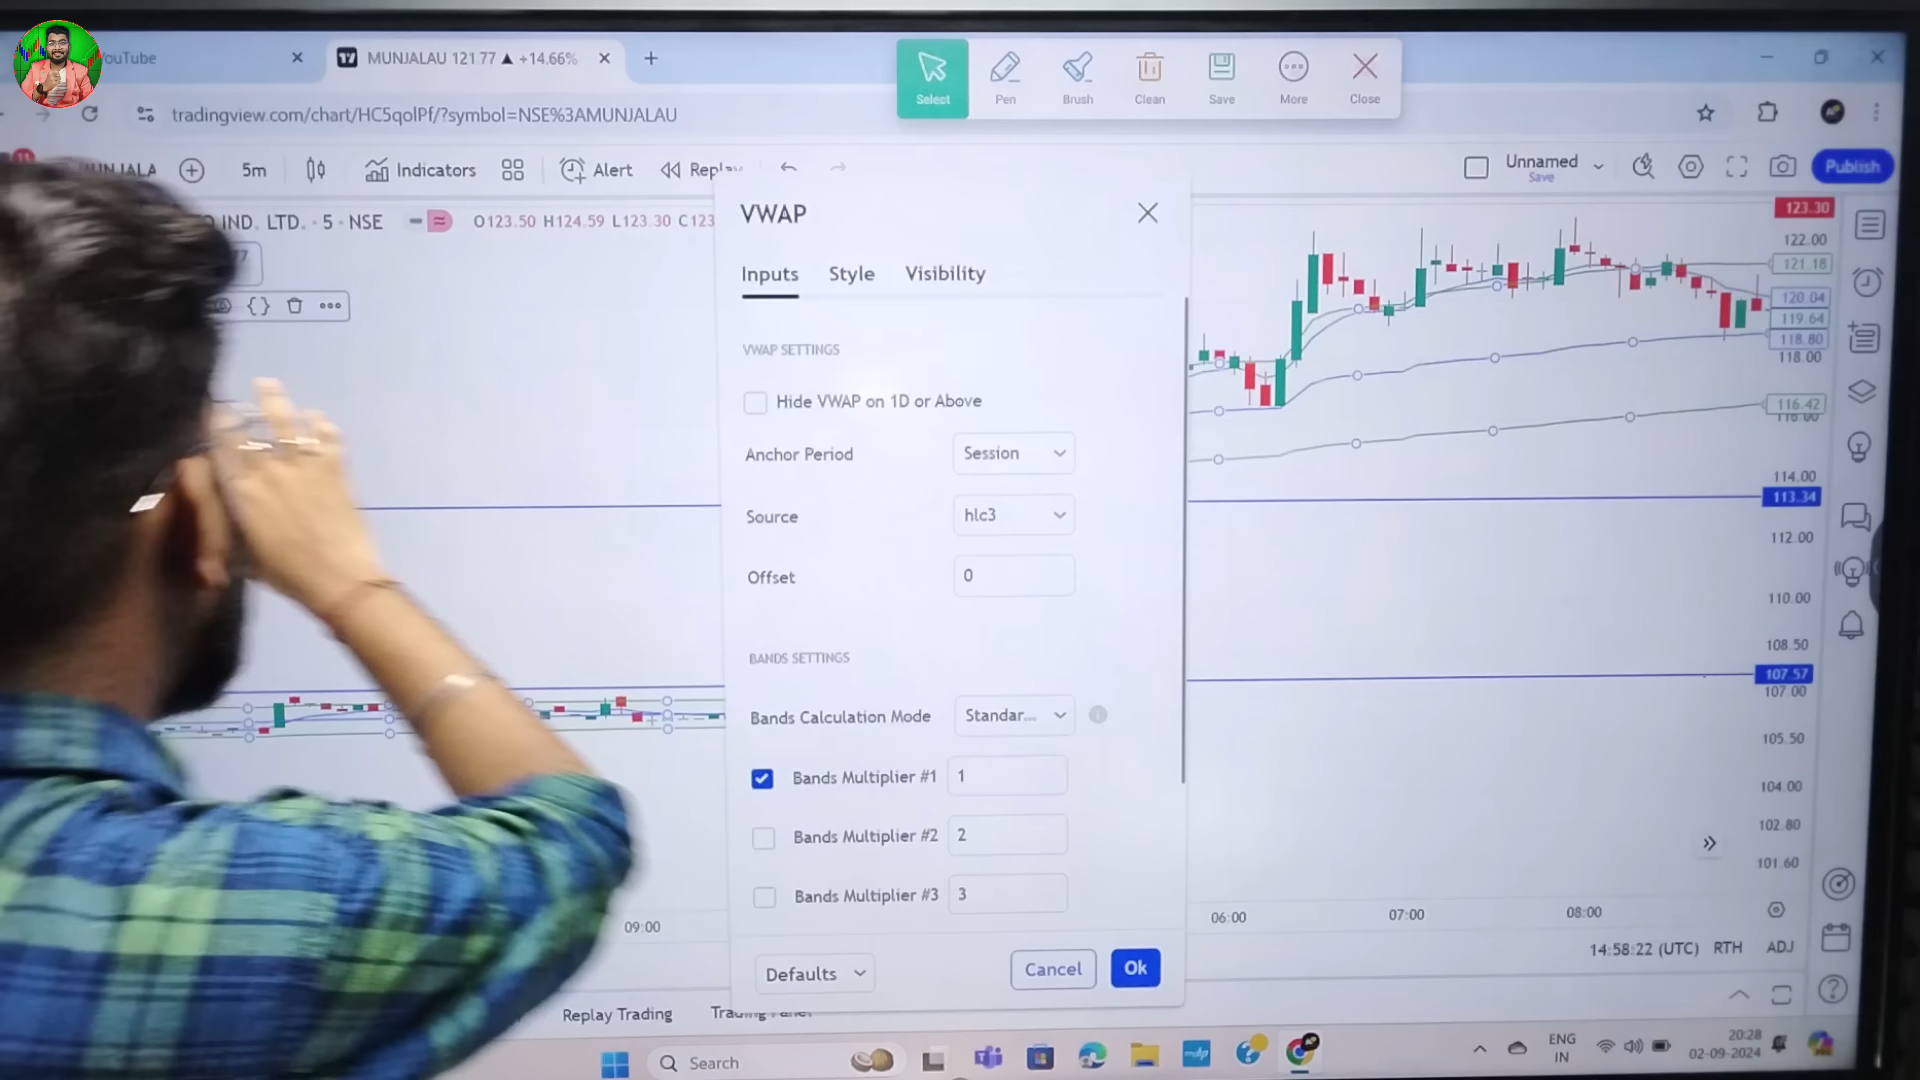 YouTube
MUNJALAU 121.77 ▲ +14.66%
Select
Pen
Brush
Clean
Save
More
Close
tradingview.com/chart/HC5qolPf/?symbol=NSE%3AMUNJALAU
11
5m
Indicators
Alert
Unnamed
Save
Publish
IND. LTD. · 5 · NSE
O123.50 H124.59 L123.30 C123
VWAP
Inputs
Style
Visibility
VWAP SETTINGS
Hide VWAP on 1D or Above
Anchor Period
Session
Source
hlc3
Offset
0
BANDS SETTINGS
Bands Calculation Mode
Standar...
Bands Multiplier #1
1
Bands Multiplier #2
2
Bands Multiplier #3
3
Defaults
Cancel
Ok
123.30
122.00
121.18
120.04
119.64
118.80
118.00
116.42
114.00
113.34
112.00
110.00
108.50
107.57
107.00
105.50
104.00
102.80
101.60
09:00
06:00
07:00
08:00
14:58:22 (UTC)
RTH
ADJ
Replay Trading
Search
ENG
IN
20:28
02-09-2024